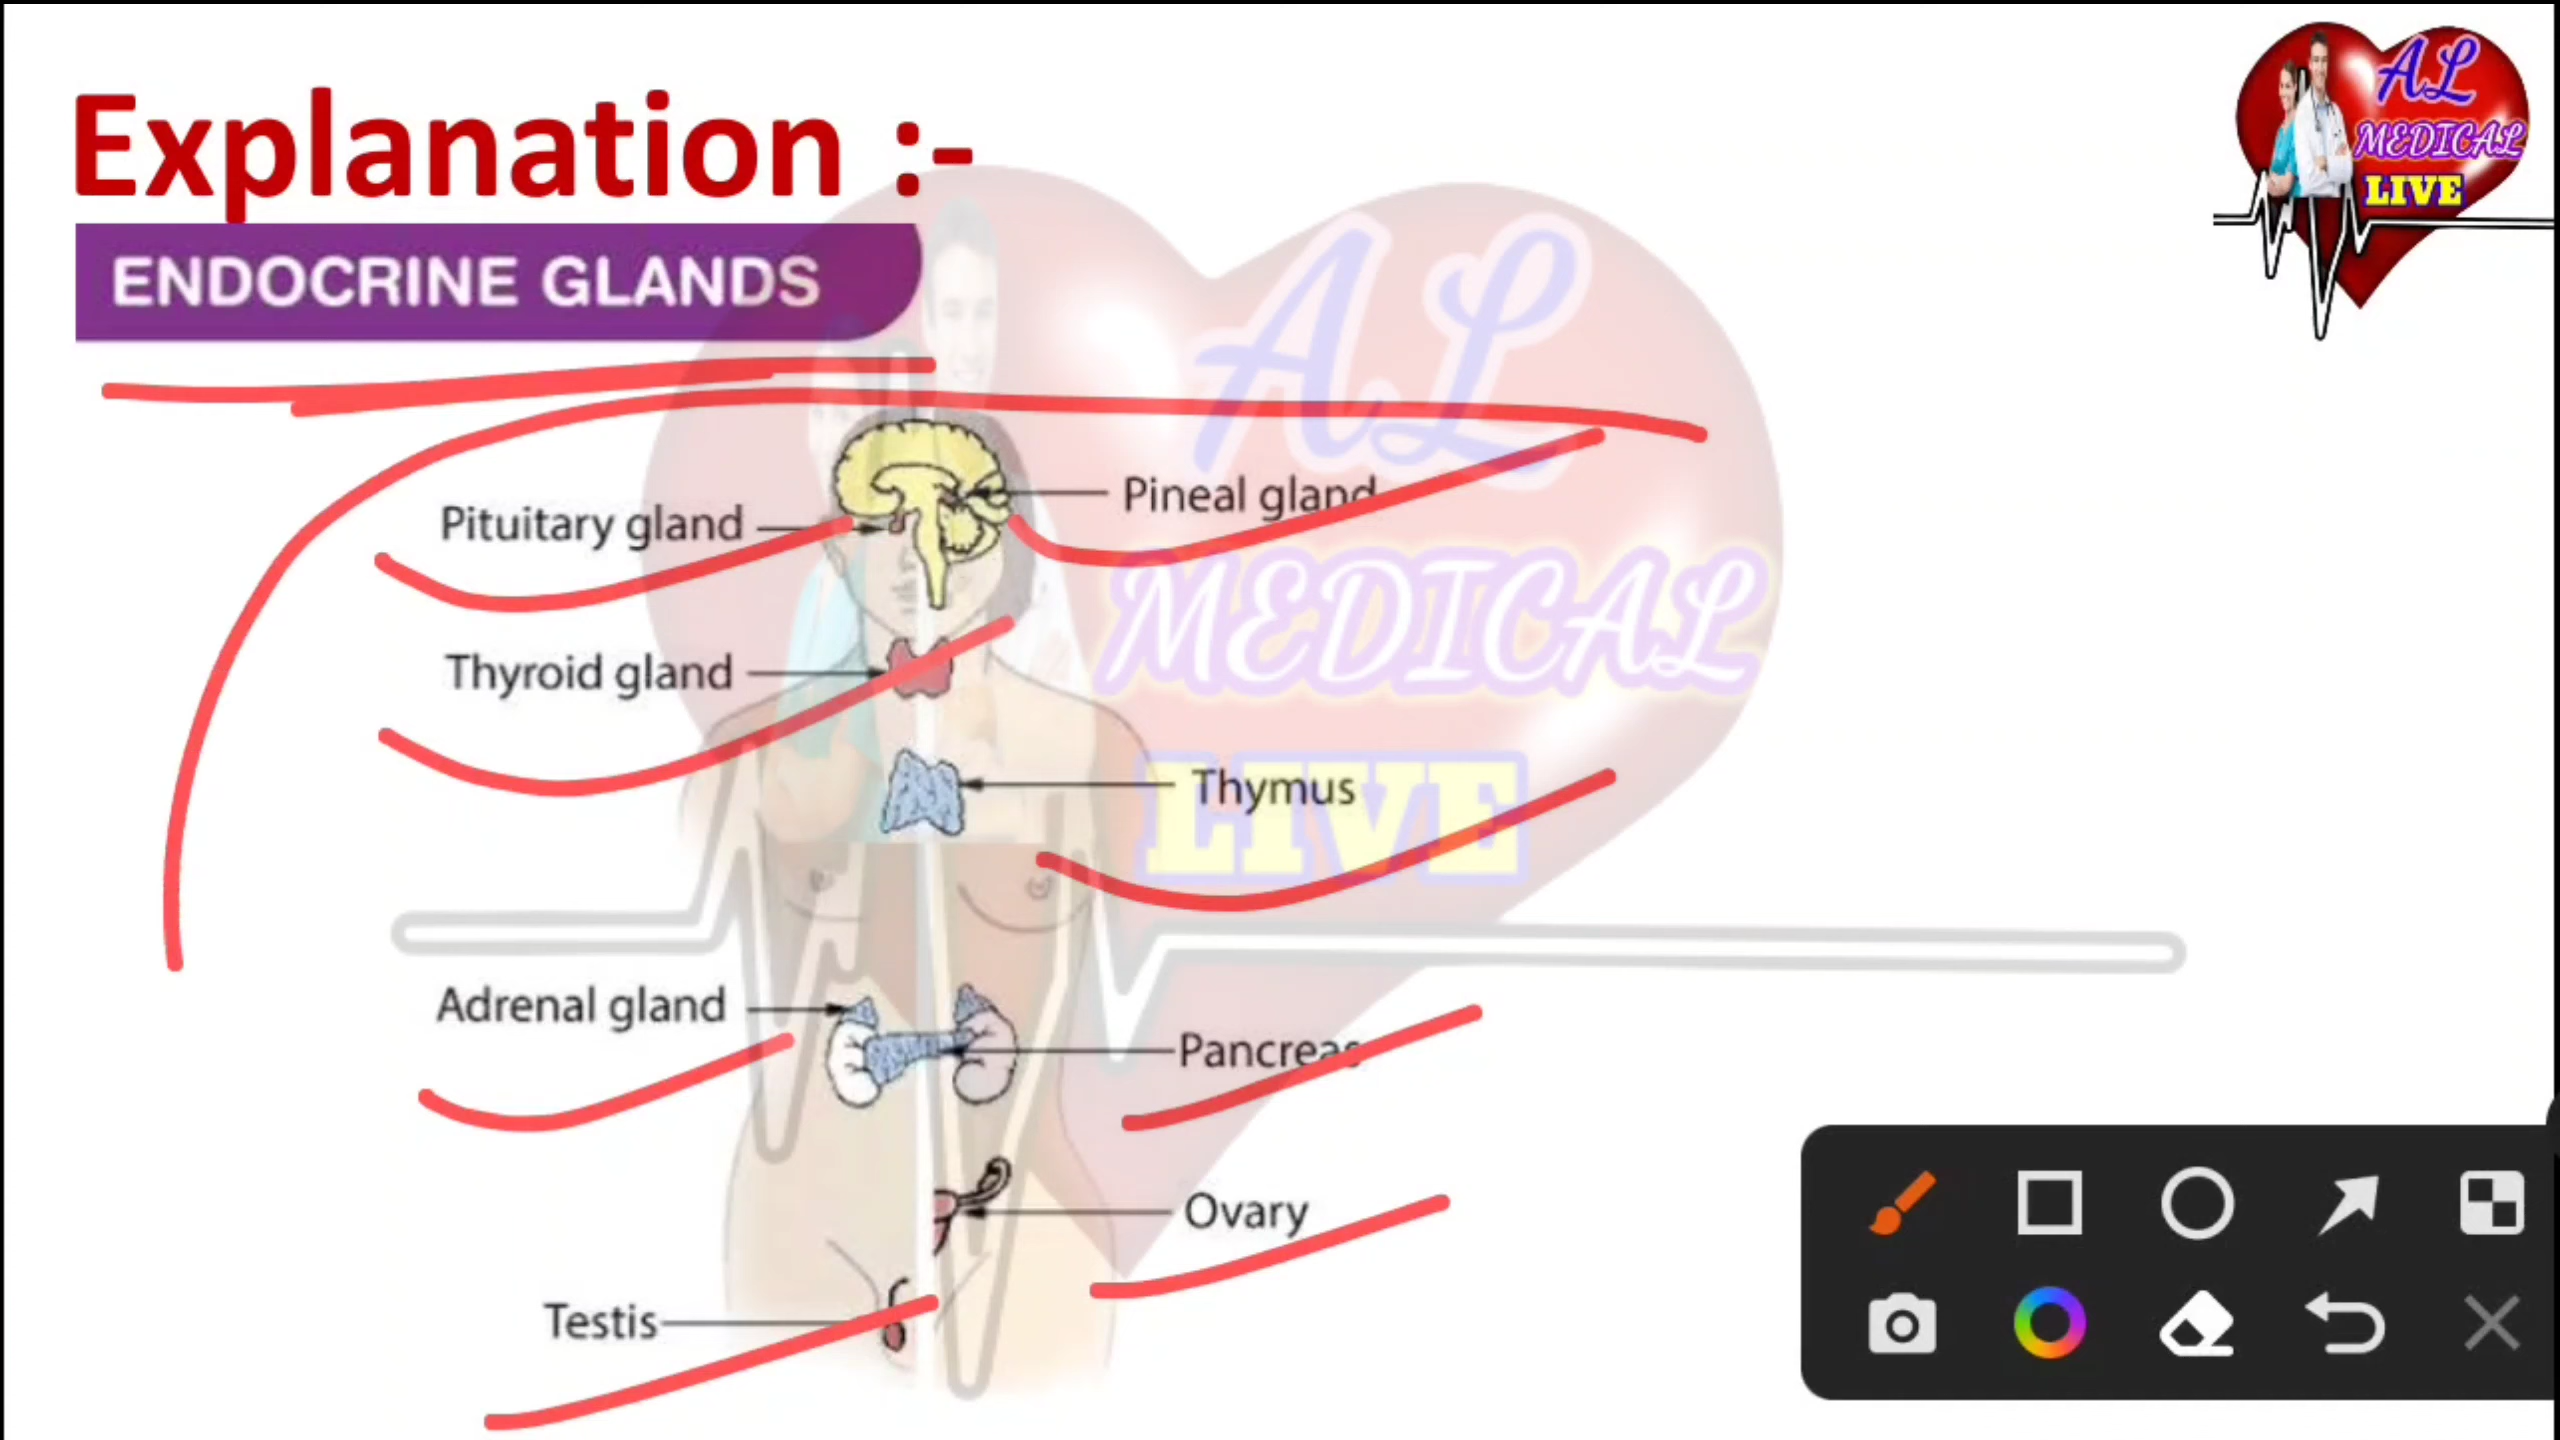 Explanation :-
AL
MEDICAL
LIVE
ENDOCRINE GLANDS
AL
Pineal gland
Pituitary gland
MEDICAL
Thyroid gland
Thymus
LIVE
Adrenal gland
Pancreas
Ovary
Testis